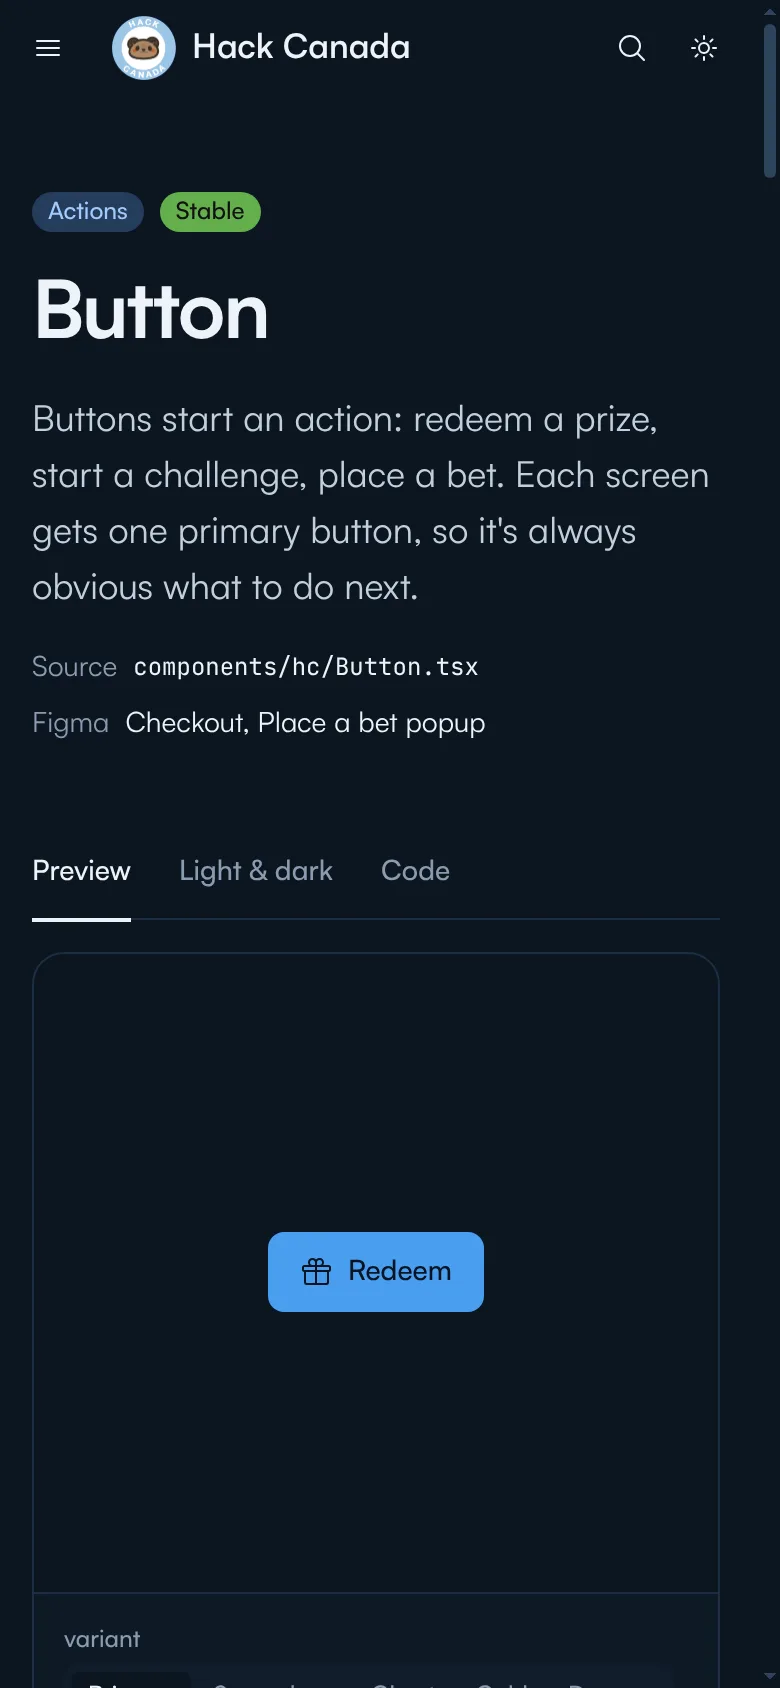 HACK
CANADA
Hack Canada
Actions
Stable
Button
Buttons start an action: redeem a prize,
start a challenge, place a bet. Each screen
gets one primary button, so it's always
obvious what to do next.
Source components/hc/Button.tsx
Figma Checkout, Place a bet popup
Preview
Light & dark
Code
Redeem
variant